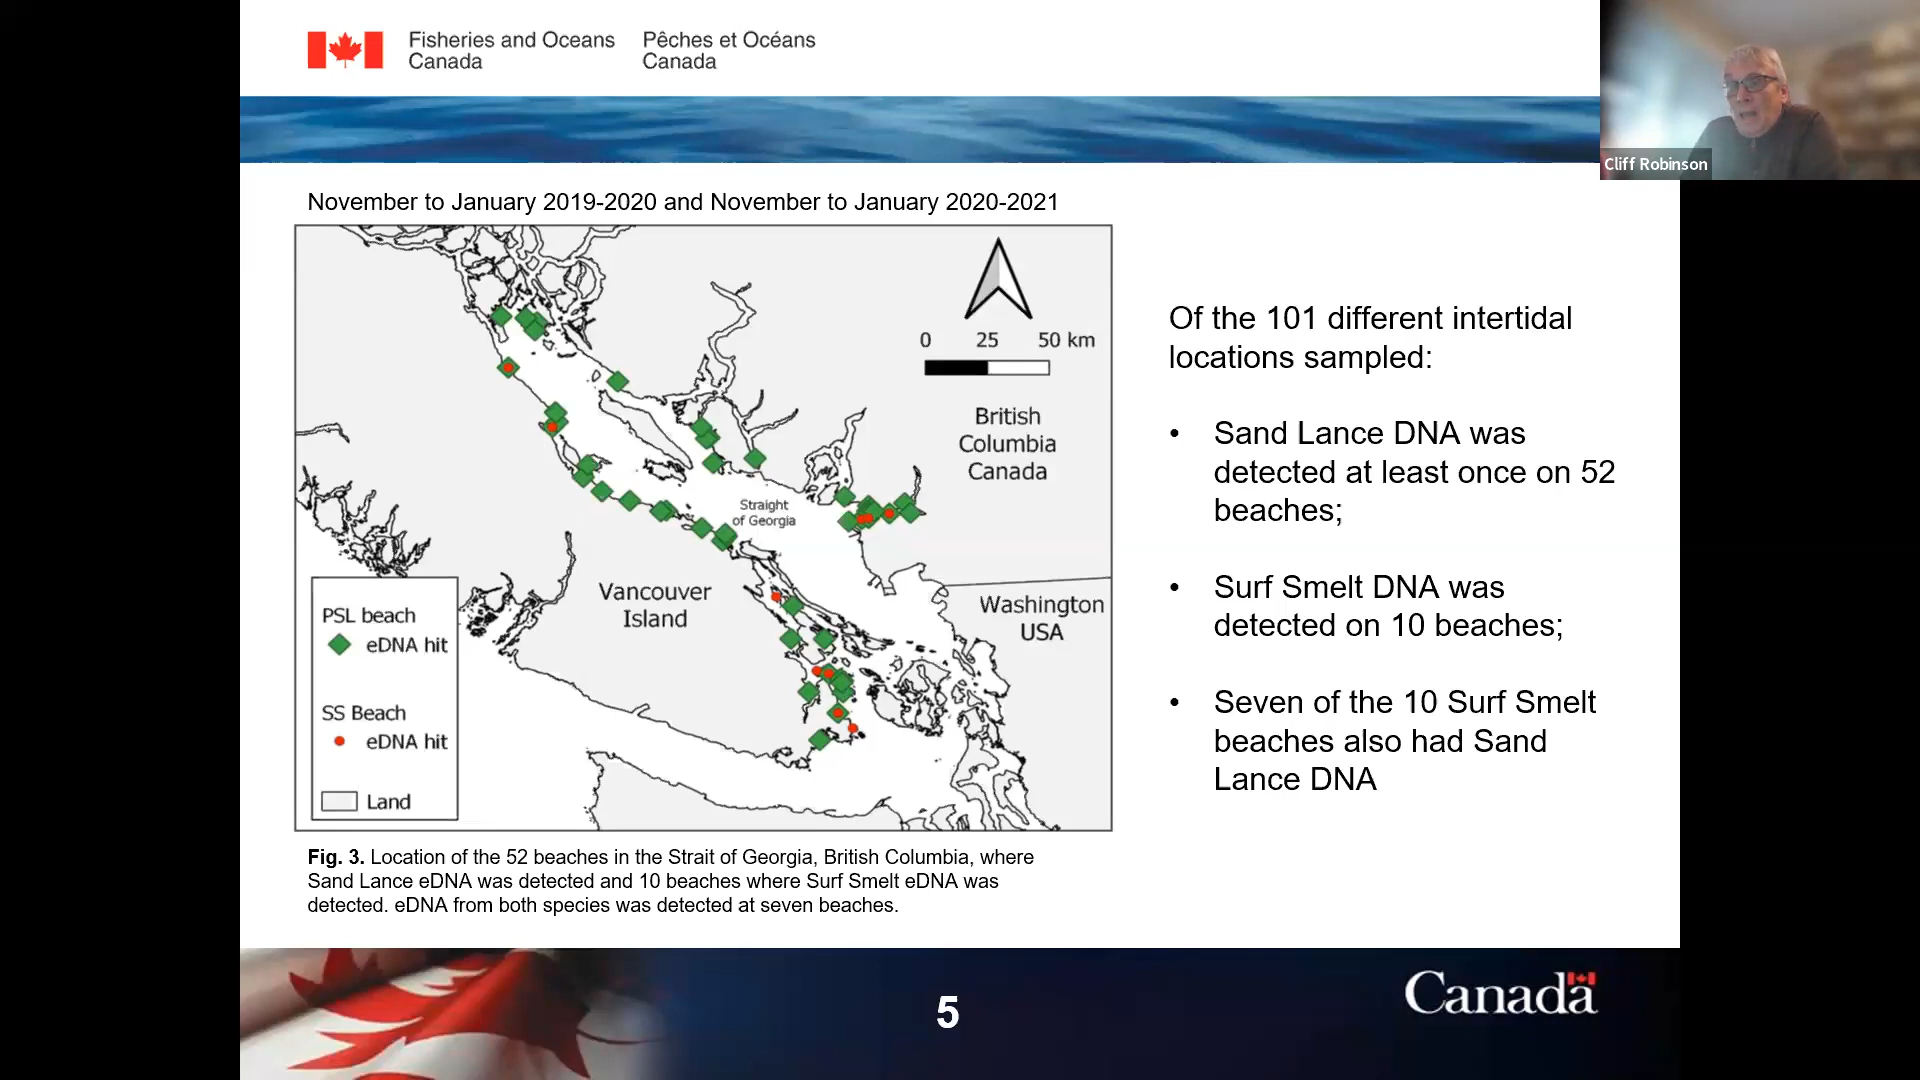 Fisheries and Oceans
Canada
Pêches et Océans
Canada
Cliff Robinson
November to January 2019-2020 and November to January 2020-2021
0 25 50 km
British
Columbia
Canada
Straight
of Georgia
Vancouver
Island
Washington
USA
PSL beach
eDNA hit
SS Beach
eDNA hit
Land
Of the 101 different intertidal
locations sampled:
• Sand Lance DNA was
detected at least once on 52
beaches;
• Surf Smelt DNA was
detected on 10 beaches;
• Seven of the 10 Surf Smelt
beaches also had Sand
Lance DNA
Fig. 3. Location of the 52 beaches in the Strait of Georgia, British Columbia, where
Sand Lance eDNA was detected and 10 beaches where Surf Smelt eDNA was
detected. eDNA from both species was detected at seven beaches.
5
Canada